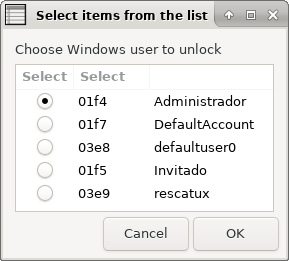 Select items from the list
Choose Windows user to unlock
Select Select
01f4 Administrador
01f7 DefaultAccount
03e8 defaultuser0
01f5 Invitado
03e9 rescatux
Cancel OK